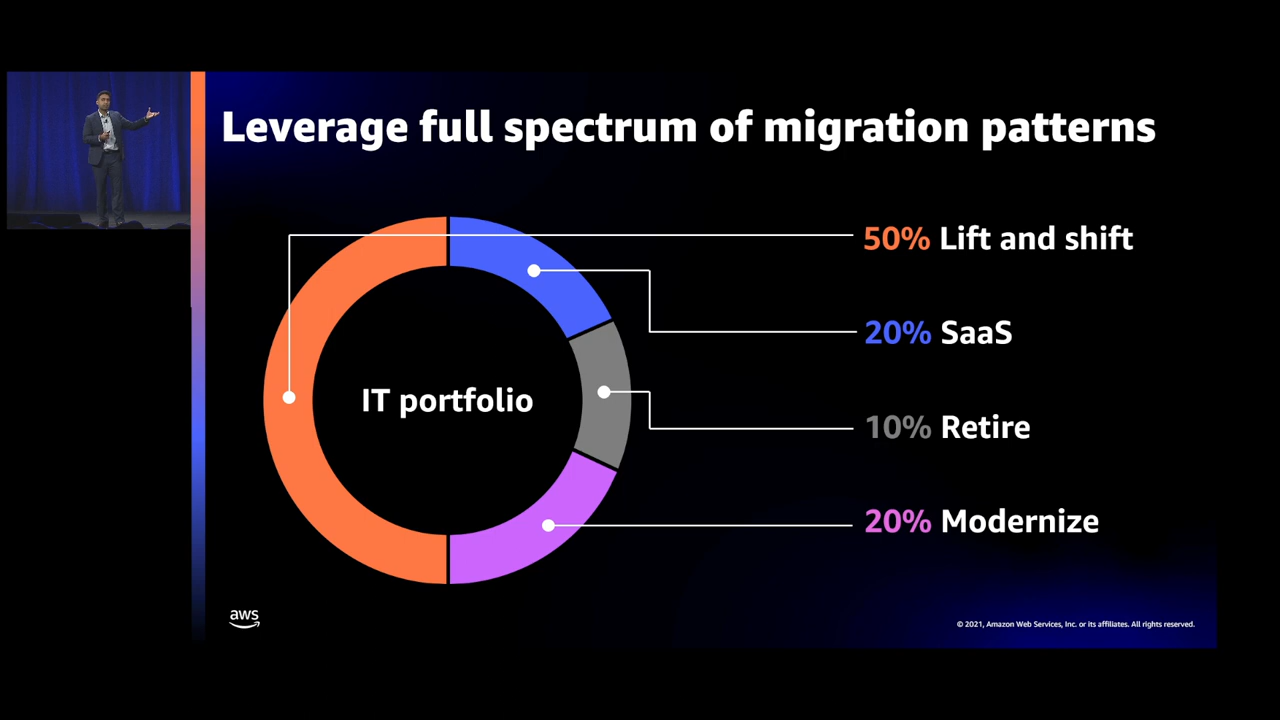 Leverage full spectrum of migration patterns
50% Lift and shift
20% SaaS
IT portfolio
10% Retire
20% Modernize
aws
© 2021, Amazon Web Services, Inc. or its affiliates. All rights reserved.